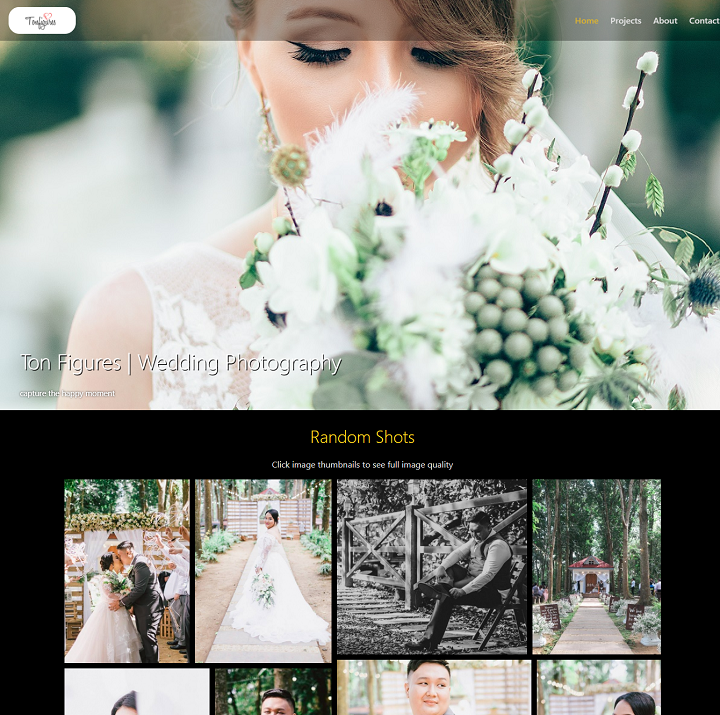 Tonfigures
Home Projects About Contact
Ton Figures | Wedding Photography
capture the happy moment
Random Shots
Click image thumbnails to see full image quality